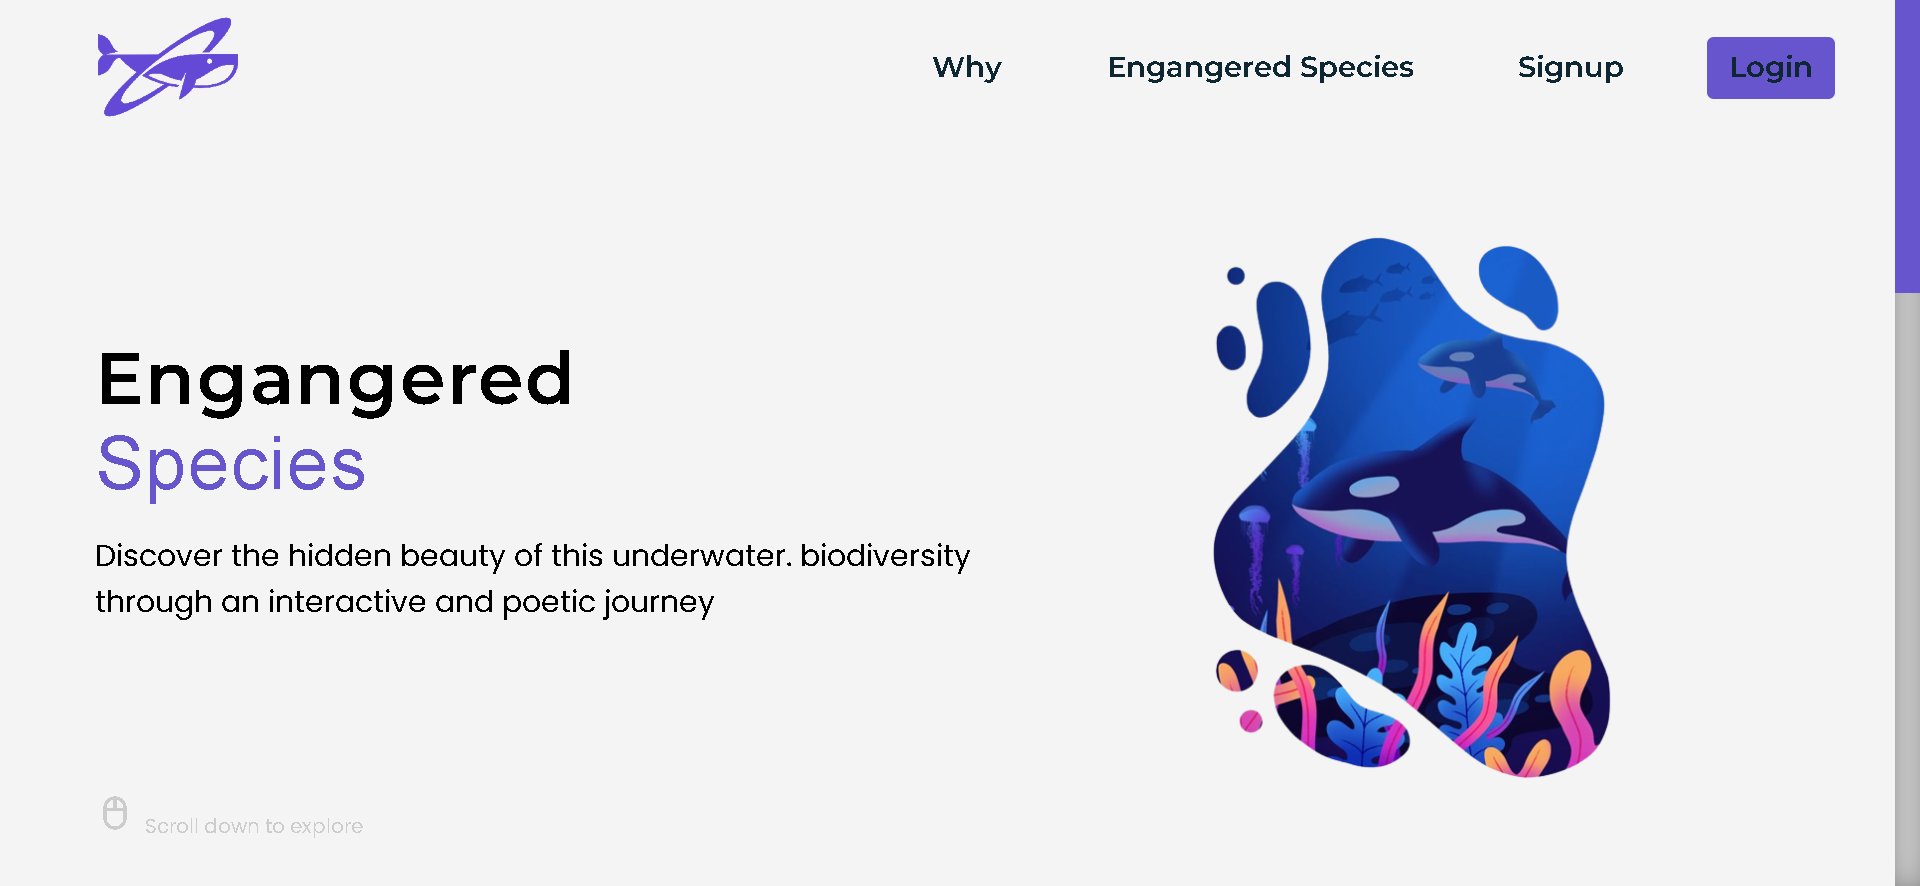 Why
Engangered Species
Signup
Login
Engangered
Species
Discover the hidden beauty of this underwater. biodiversity
through an interactive and poetic journey
Scroll down to explore